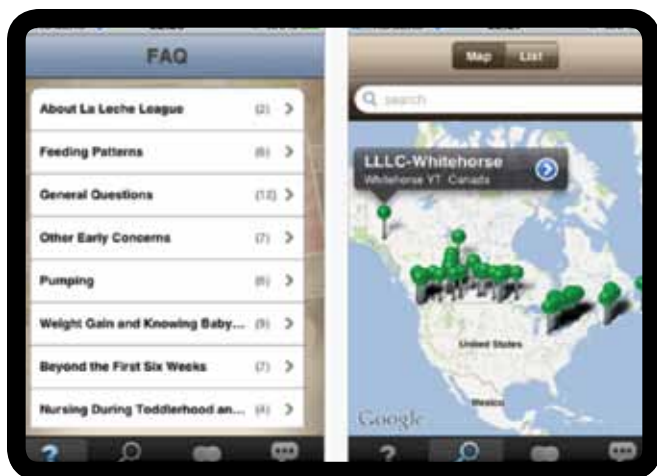 FAQ
About La Leche League (2)
Feeding Patterns (6)
General Questions (12)
Other Early Concerns (7)
Pumping
Weight Gain and Knowing Baby... (9)
Beyond the First Six Weeks (7)
Nursing During Toddlerhood an... (4)
Map List
search
LLLC-Whitehorse
Whitehorse YT Canada
United States
Mexico
Google